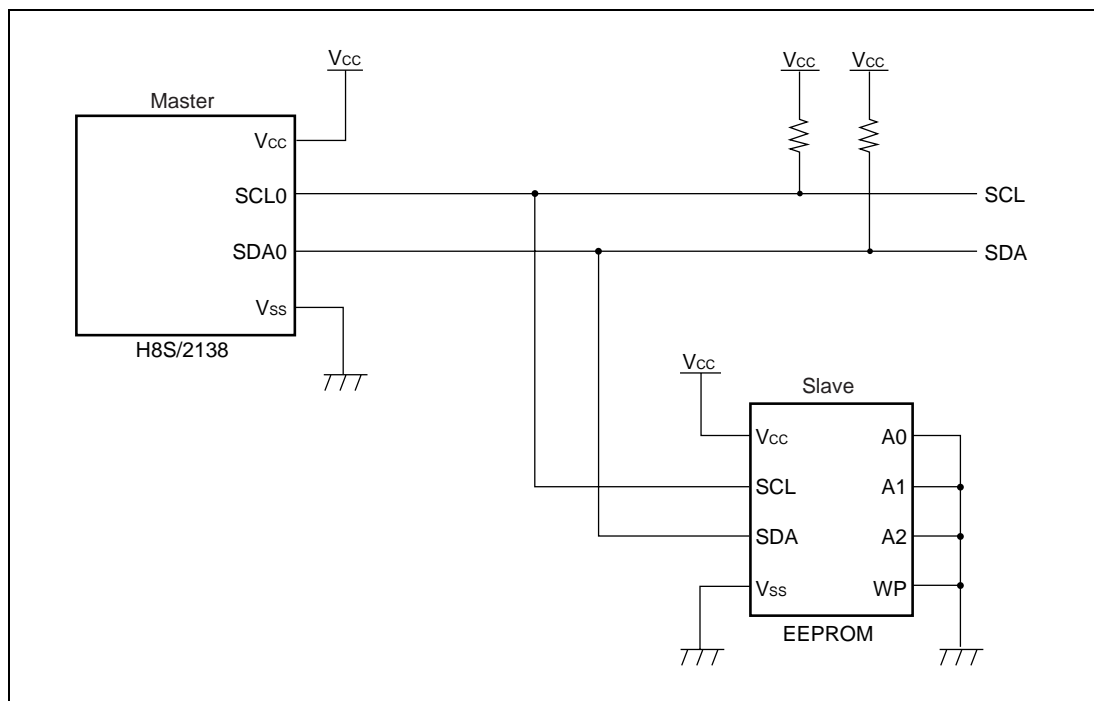 Vcc
Vcc Vcc
Master
Vcc
SCL0
SCL
SDA0
SDA
Vss
H8S/2138
Vcc
Slave
Vcc A0
SCL A1
SDA A2
Vss WP
EEPROM